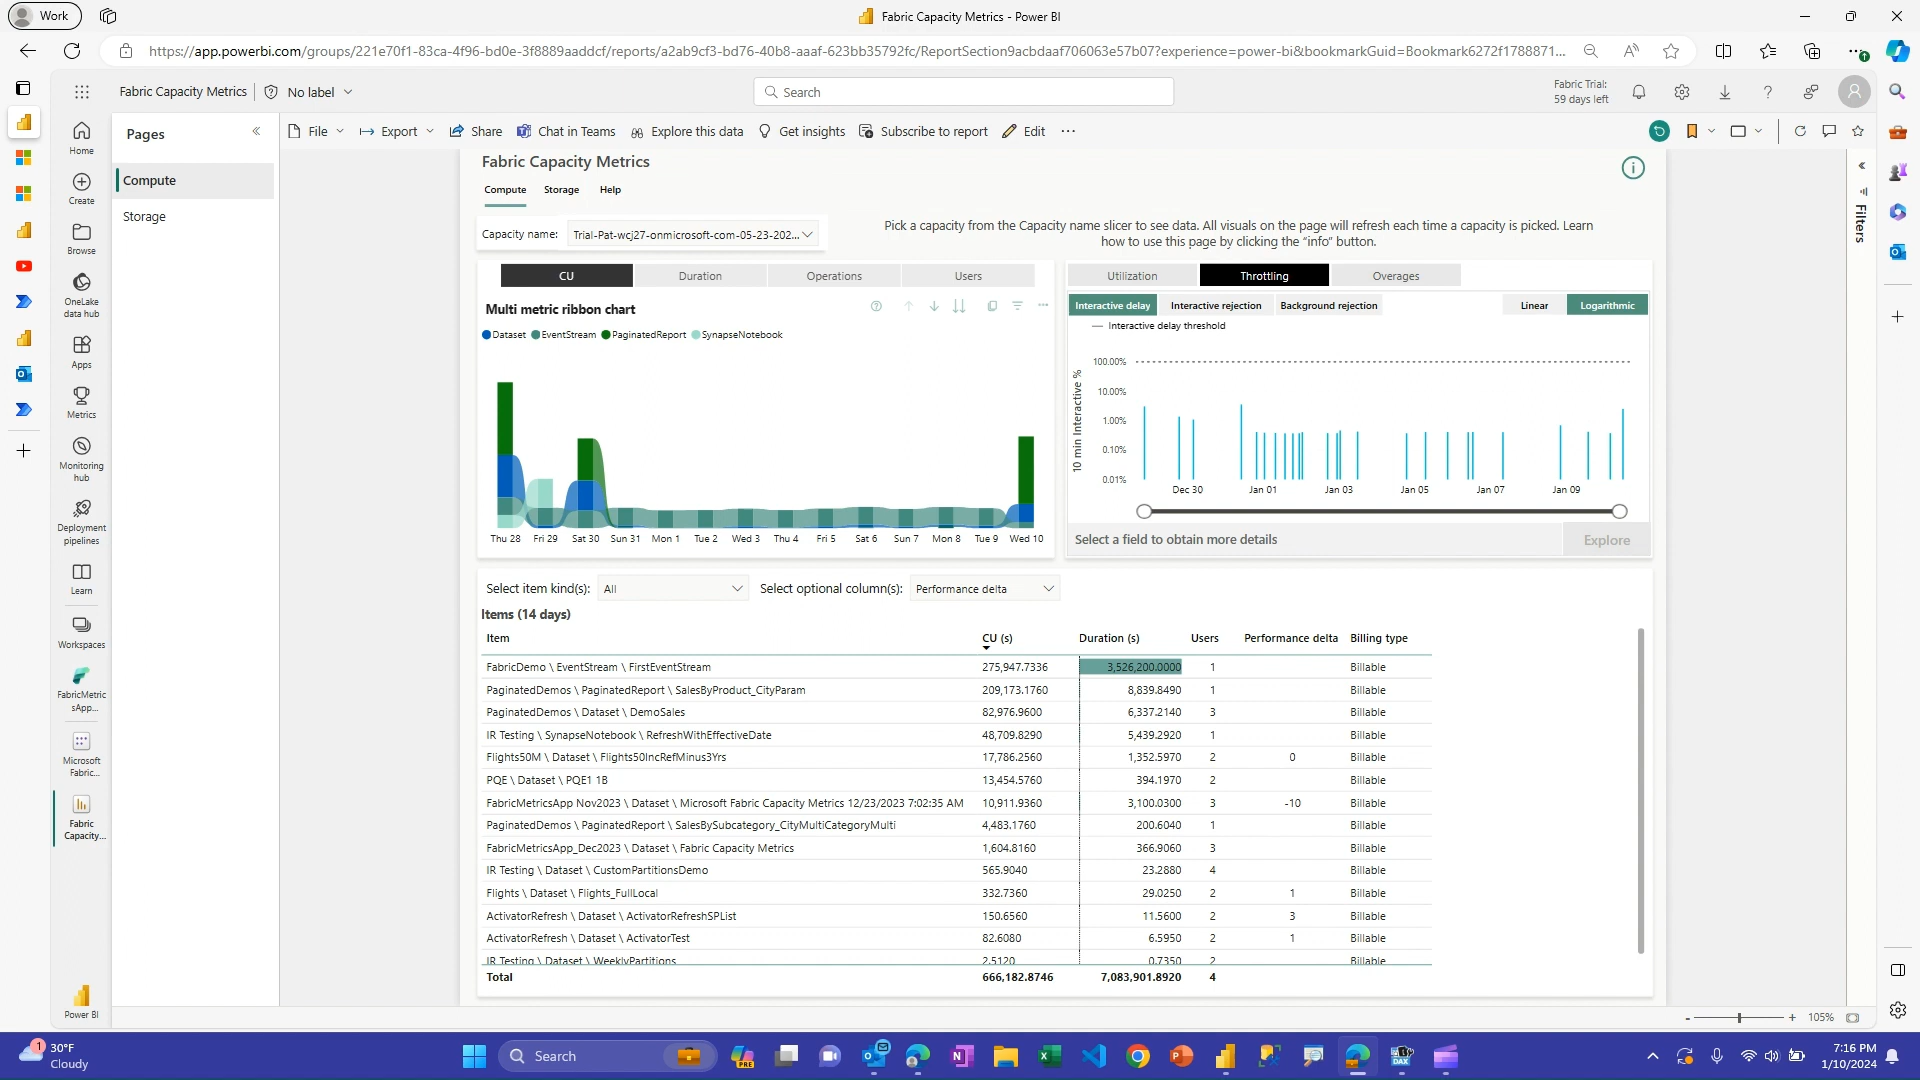 Work
Fabric Capacity Metrics - Power BI
https://app.powerbi.com/groups/221e70f1-83ca-4f96-bd0e-3f8889aaddcf/reports/a2ab9cf3-bd76-40b8-aaaf-623bb35792fc/ReportSection9acbdaaf706063e57b07?experience=power-bi&bookmarkGuid=Bookmark6272f1788871...
Fabric Capacity Metrics
No label
Search
Fabric Trial:
59 days left
Home
Create
Browse
OneLake
data hub
Apps
Metrics
Monitoring
hub
Deployment
pipelines
Learn
Workspaces
FabricMetric
sApp...
Microsoft
Fabric...
Fabric
Capacity...
Power BI
Pages
Compute
Storage
File
Export
Share
Chat in Teams
Explore this data
Get insights
Subscribe to report
Edit
Filters
Fabric Capacity Metrics
Compute Storage Help
Capacity name: Trial-Pat-wcj27-onmicrosoft-com-05-23-202...
Pick a capacity from the Capacity name slicer to see data. All visuals on the page will refresh each time a capacity is picked. Learn
how to use this page by clicking the "info" button.
CU Duration Operations Users
Multi metric ribbon chart
Dataset EventStream PaginatedReport SynapseNotebook
Thu 28 Fri 29 Sat 30 Sun 31 Mon 1 Tue 2 Wed 3 Thu 4 Fri 5 Sat 6 Sun 7 Mon 8 Tue 9 Wed 10
Utilization Throttling Overages
Interactive delay Interactive rejection Background rejection Linear Logarithmic
Interactive delay threshold
10 min Interactive %
100.00%
10.00%
1.00%
0.10%
0.01%
Dec 30 Jan 01 Jan 03 Jan 05 Jan 07 Jan 09
Select a field to obtain more details Explore
Select item kind(s): All Select optional column(s): Performance delta
Items (14 days)
Item CU (s) Duration (s) Users Performance delta Billing type
FabricDemo \ EventStream \ FirstEventStream 275,947.7336 3,526,200.0000 1 Billable
PaginatedDemos \ PaginatedReport \ SalesByProduct_CityParam 209,173.1760 8,839.8490 1 Billable
PaginatedDemos \ Dataset \ DemoSales 82,976.9600 6,337.2140 3 Billable
IR Testing \ SynapseNotebook \ RefreshWithEffectiveDate 48,709.8290 5,439.2920 1 Billable
Flights50M \ Dataset \ Flights50IncRefMinus3Yrs 17,786.2560 1,352.5970 2 0 Billable
PQE \ Dataset \ PQE1 1B 13,454.5760 394.1970 2 Billable
FabricMetricsApp Nov2023 \ Dataset \ Microsoft Fabric Capacity Metrics 12/23/2023 7:02:35 AM 10,911.9360 3,100.0300 3 -10 Billable
PaginatedDemos \ PaginatedReport \ SalesBySubcategory_CityMultiCategoryMulti 4,483.1760 200.6040 1 Billable
FabricMetricsApp_Dec2023 \ Dataset \ Fabric Capacity Metrics 1,604.8160 366.9060 3 Billable
IR Testing \ Dataset \ CustomPartitionsDemo 565.9040 23.2880 4 Billable
Flights \ Dataset \ Flights_FullLocal 332.7360 29.0250 2 1 Billable
ActivatorRefresh \ Dataset \ ActivatorRefreshSPList 150.6560 11.5600 2 3 Billable
ActivatorRefresh \ Dataset \ ActivatorTest 82.6080 6.5950 2 1 Billable
IR Testing \ Dataset \ WeeklyPartitions 2.5120 0.7350 2 Billable
Total 666,182.8746 7,083,901.8920 4
- + 105%
1
30°F
Cloudy
Search
PRE
DAX
7:16 PM
1/10/2024